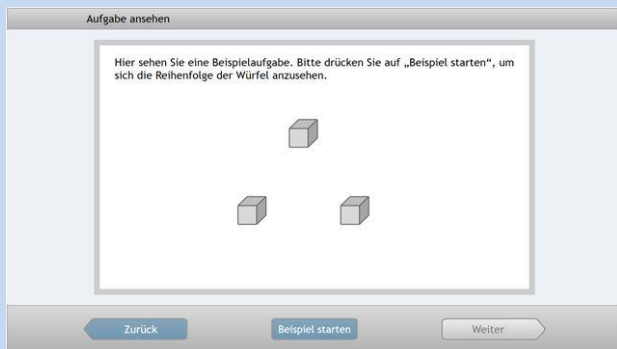 Aufgabe ansehen
Hier sehen Sie eine Beispielaufgabe. Bitte drücken Sie auf „Beispiel starten“, um
sich die Reihenfolge der Würfel anzusehen.
Zurück
Beispiel starten
Weiter